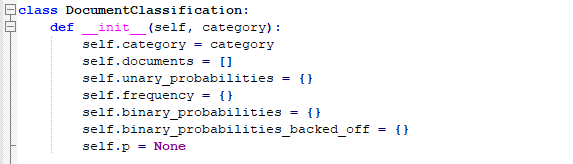 class DocumentClassification:
    def __init__(self, category):
        self.category = category
        self.documents = []
        self.unary_probabilities = {}
        self.frequency = {}
        self.binary_probabilities = {}
        self.binary_probabilities_backed_off = {}
        self.p = None